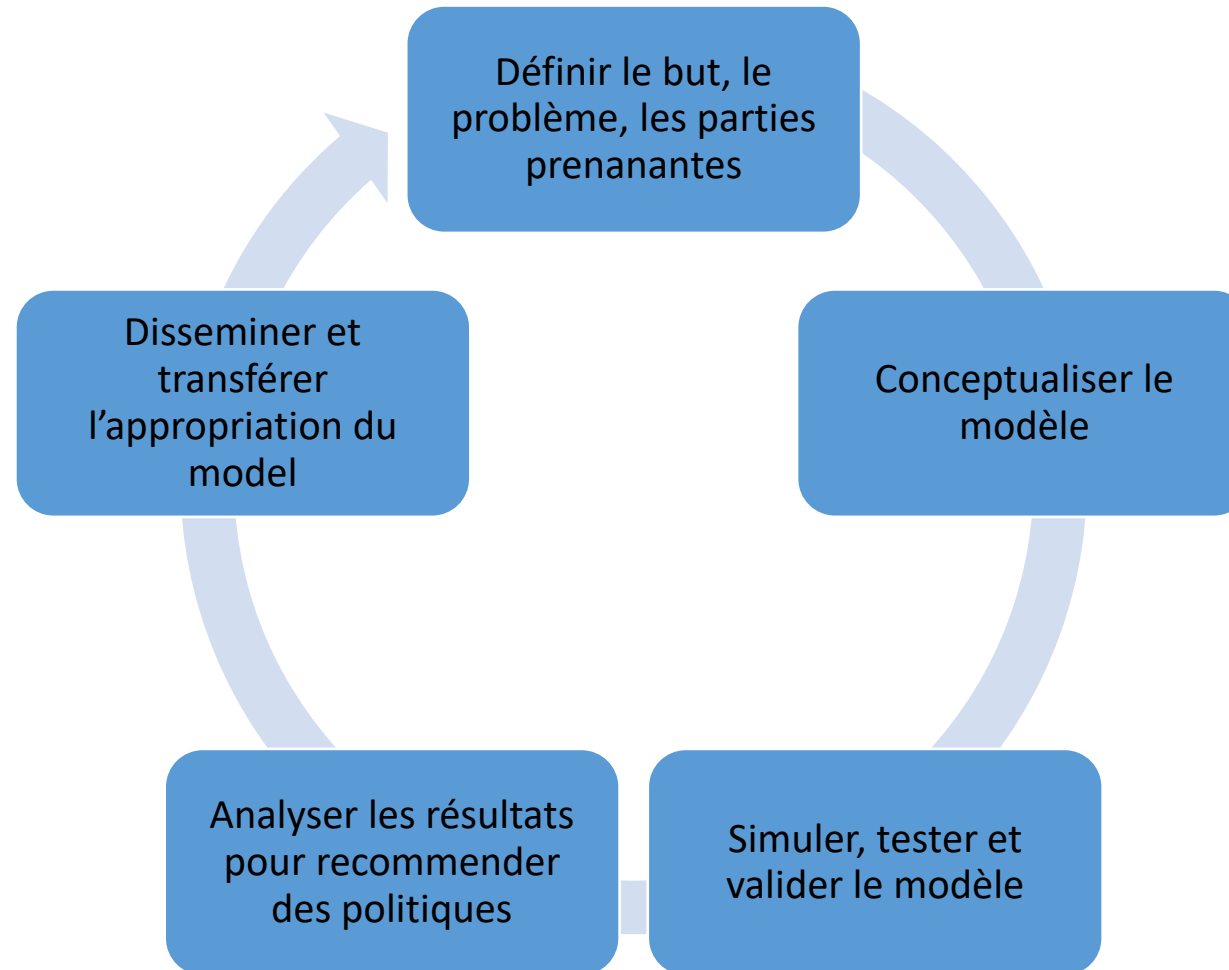 Définir le but, le
problème, les parties
prenanantes
Conceptualiser le
modèle
Simuler, tester et
valider le modèle
Analyser les résultats
pour recommender
des politiques
Disseminer et
transférer
l’appropriation du
model